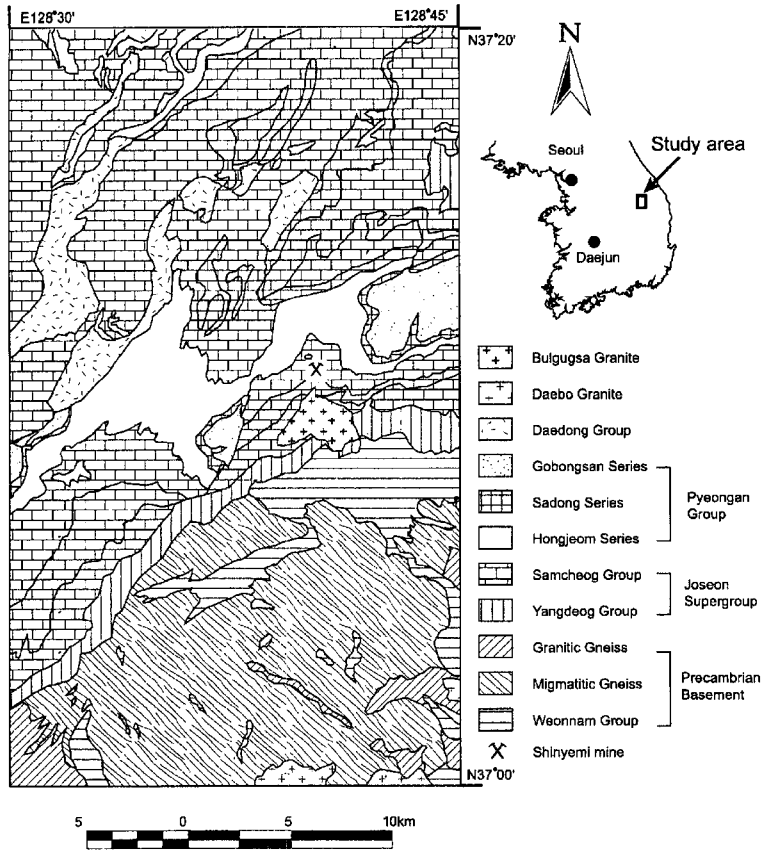 E128°30'
E128°45'
N37°20'
N
Seoul
Study area
Daejun
Bulgugsa Granite
Daebo Granite
Daedong Group
Gobongsan Series
Sadong Series
Pyeongan
Group
Hongjeom Series
Samcheog Group
Joseon
Supergroup
Yangdeog Group
Granitic Gneiss
Migmatitic Gneiss
Precambrian
Basement
Weonnam Group
Shinyemi mine
N37°00'
5 0 5 10km